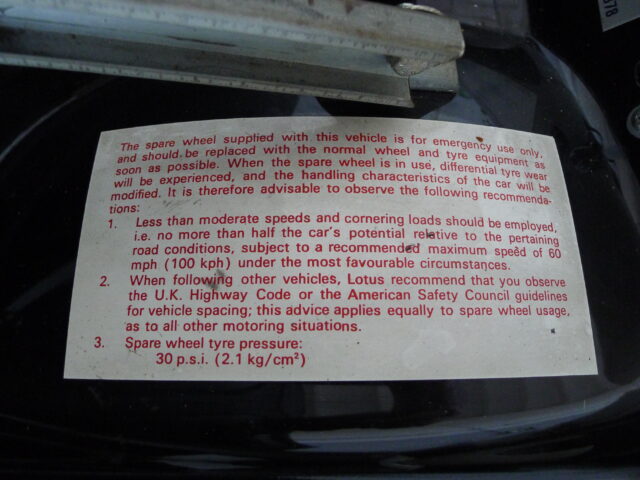 The spare wheel supplied with this vehicle is for emergency use only,
and should be replaced with the normal wheel and tyre equipment as
soon as possible. When the spare wheel is in use, differential tyre wear
will be experienced, and the handling characteristics of the car will be
modified. It is therefore advisable to observe the following recommenda-
tions:
1. Less than moderate speeds and cornering loads should be employed,
i.e. no more than half the car's potential relative to the pertaining
road conditions, subject to a recommended maximum speed of 60
mph (100 kph) under the most favourable circumstances.
2. When following other vehicles, Lotus recommend that you observe
the U.K. Highway Code or the American Safety Council guidelines
for vehicle spacing; this advice applies equally to spare wheel usage,
as to all other motoring situations.
3. Spare wheel tyre pressure:
30 p.s.i. (2.1 kg/cm²)